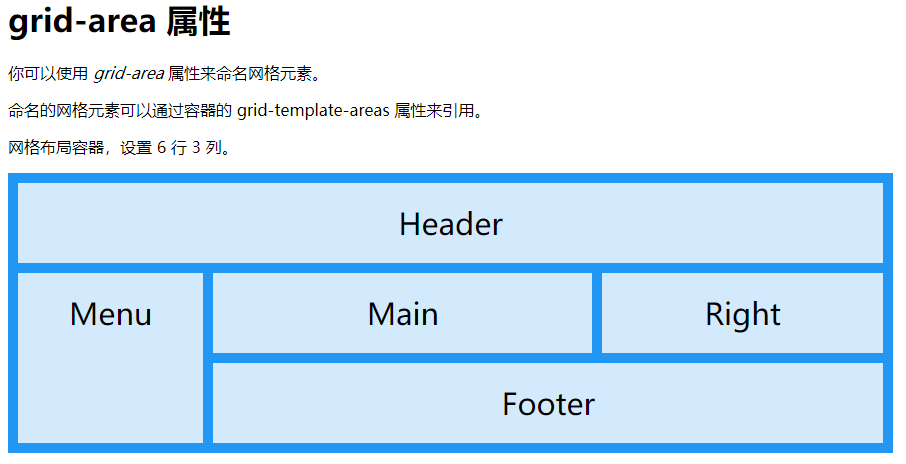 grid-area 属性
你可以使用 grid-area 属性来命名网格元素。
命名的网格元素可以通过容器的 grid-template-areas 属性来引用。
网格布局容器，设置 6 行 3 列。
Header
Menu
Main
Right
Footer